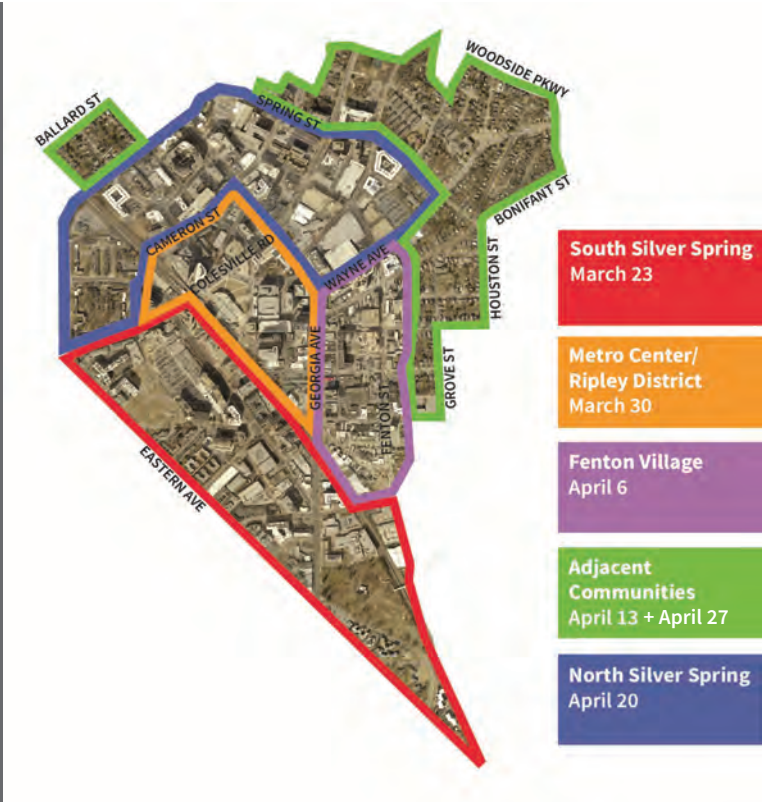 WOODSIDE PKWY
BALLARD ST
SPRING ST
BONIFANT ST
CAMERON ST
COLESVILLE RD
WAYNE AVE
HOUSTON ST
GEORGIA AVE
GROVE ST
FENTON ST
EASTERN AVE
South Silver Spring
March 23
Metro Center/
Ripley District
March 30
Fenton Village
April 6
Adjacent
Communities
April 13 + April 27
North Silver Spring
April 20